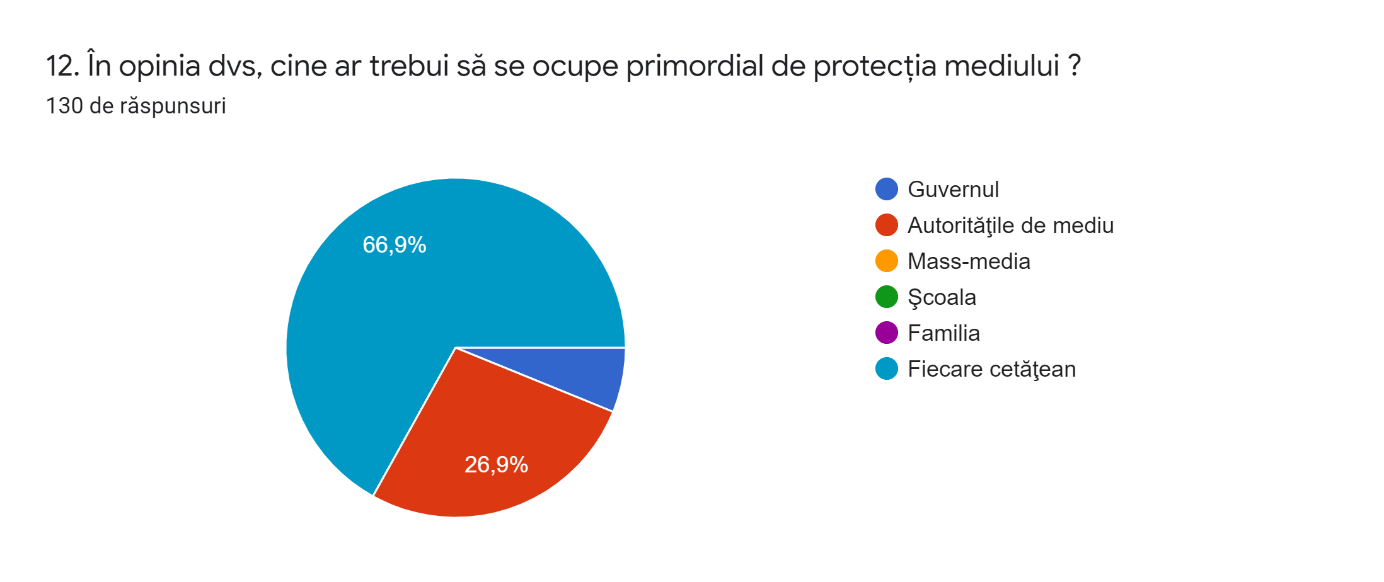 12. În opinia dvs, cine ar trebui să se ocupe primordial de protecția mediului ?
130 de răspunsuri
66,9%
26,9%
Guvernul
Autorităţile de mediu
Mass-media
Şcoala
Familia
Fiecare cetăţean